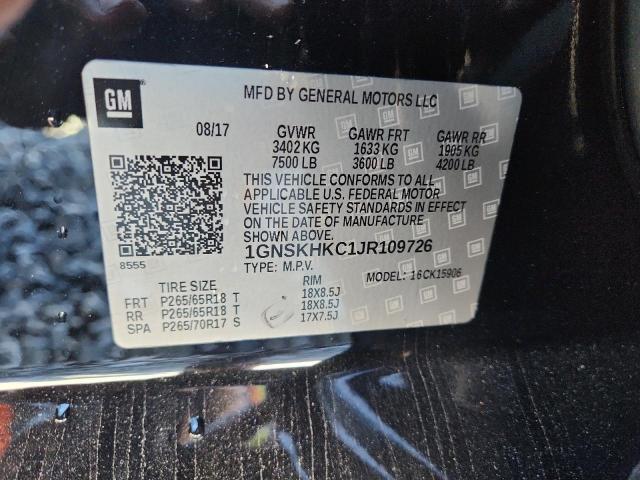 GM
MFD BY GENERAL MOTORS LLC
08/17 GVWR GAWR FRT GAWR RR
3402 KG 1633 KG 1905 KG
7500 LB 3600 LB 4200 LB
THIS VEHICLE CONFORMS TO ALL
APPLICABLE U.S. FEDERAL MOTOR
VEHICLE SAFETY STANDARDS IN EFFECT
ON THE DATE OF MANUFACTURE
SHOWN ABOVE.
8555
1GNSKHKC1JR109726
TYPE: M.P.V. MODEL: 16CK15906
TIRE SIZE RIM
FRT P265/65R18 T 18X8.5J
RR P265/65R18 T 18X8.5J
SPA P265/70R17 S 17X7.5J